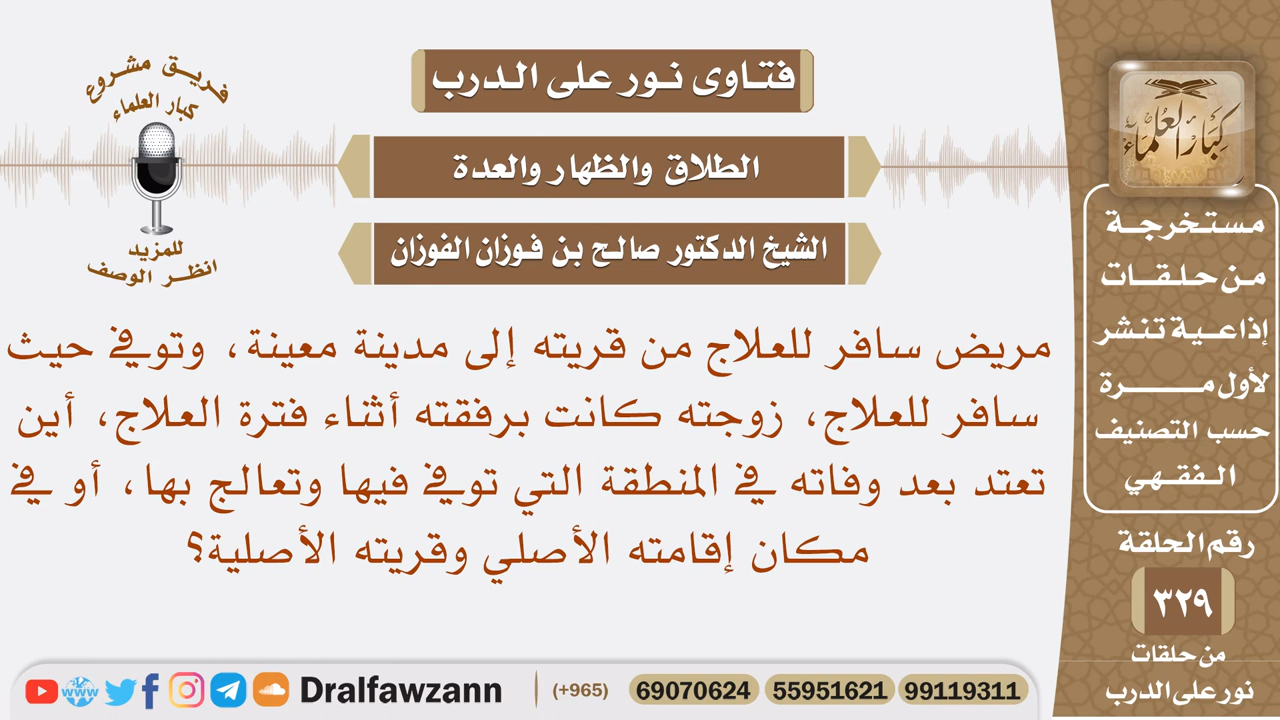 فتاوى نور على الدرب
الطلاق والظهار والعدة
الشيخ الدكتور صالح بن فوزان الفوزان
فريق مشروع
كبار العلماء
للمزيد
انظر الوصف
مريض سافر للعلاج من قريته إلى مدينة معينة، وتوفي حيث
سافر للعلاج، زوجته كانت برفقته أثناء فترة العلاج، أين
تعتد بعد وفاته في المنطقة التي توفي فيها وتعالج بها، أو في
مكان إقامته الأصلي وقريته الأصلية؟
كبار العلماء
مستخرجة
من حلقات
إذاعية تنشر
لأول مرة
حسب التصنيف
الفقهي
رقم الحلقة
٣٢٩
من حلقات
نور على الدرب
www Dralfawzann (+965) 69070624 55951621 99119311